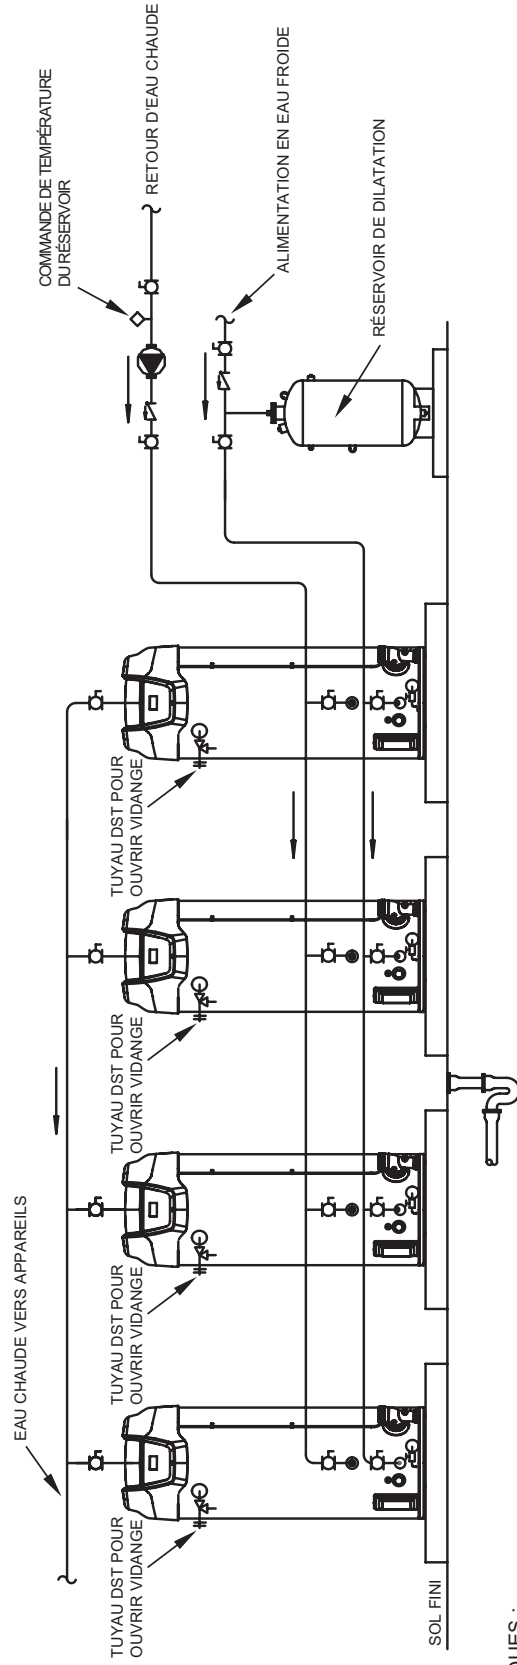 EAU CHAUDE VERS APPAREILS
COMMANDE DE TEMPÉRATURE
DU RÉSERVOIR
RETOUR D'EAU CHAUDE
ALIMENTATION EN EAU FROIDE
TUYAU DST POUR
OUVRIR VIDANGE
TUYAU DST POUR
OUVRIR VIDANGE
TUYAU DST POUR
OUVRIR VIDANGE
TUYAU DST POUR
OUVRIR VIDANGE
RÉSERVOIR DE DILATATION
SOL FINI